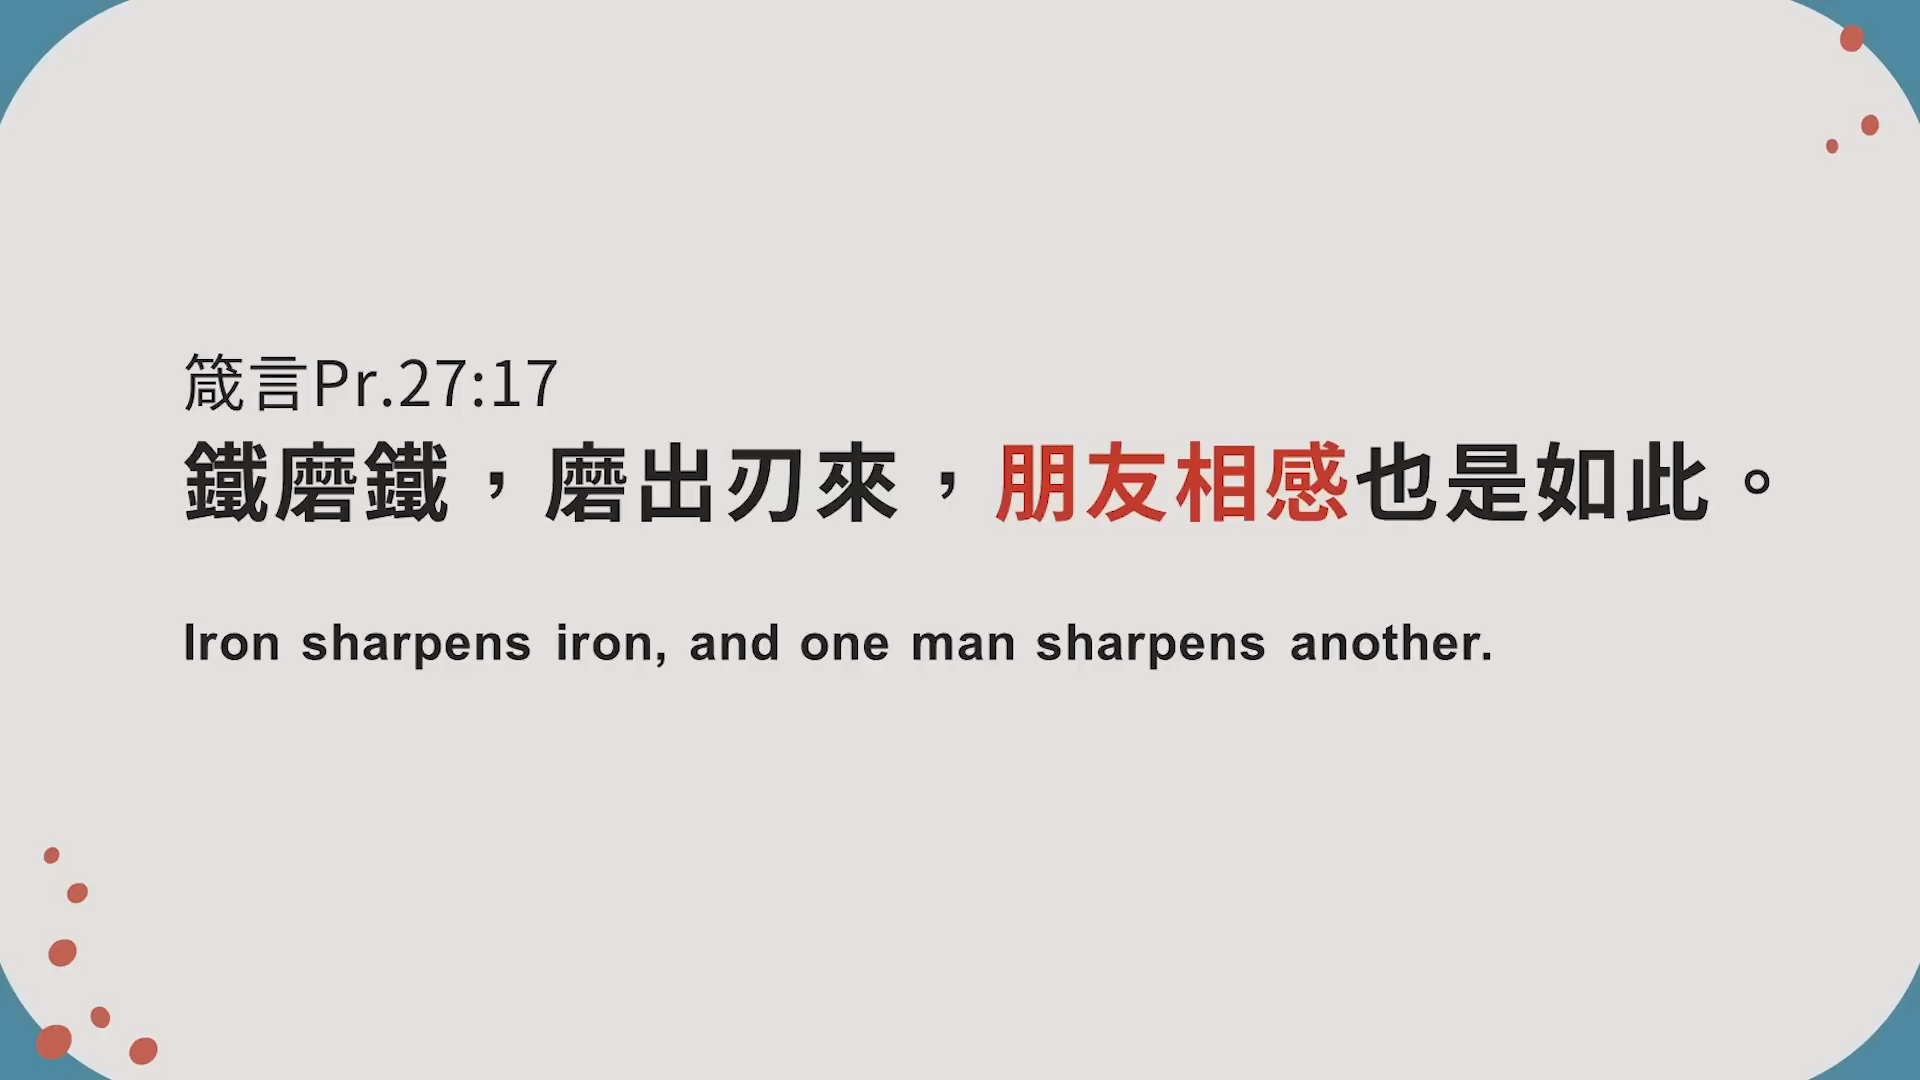 箴言Pr.27:17
鐵磨鐵，磨出刃來，朋友相感也是如此。
Iron sharpens iron, and one man sharpens another.